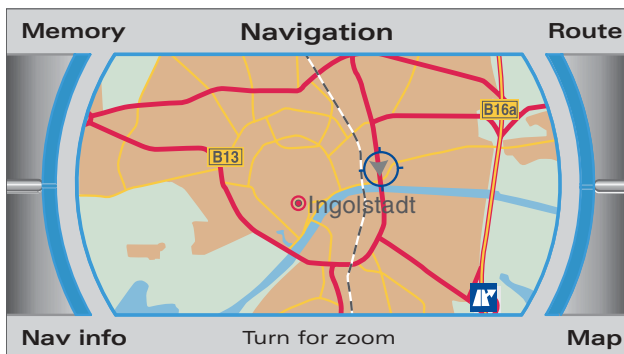 Memory
Navigation
Route
B16a
B13
Ingolstadt
Nav info
Turn for zoom
Map